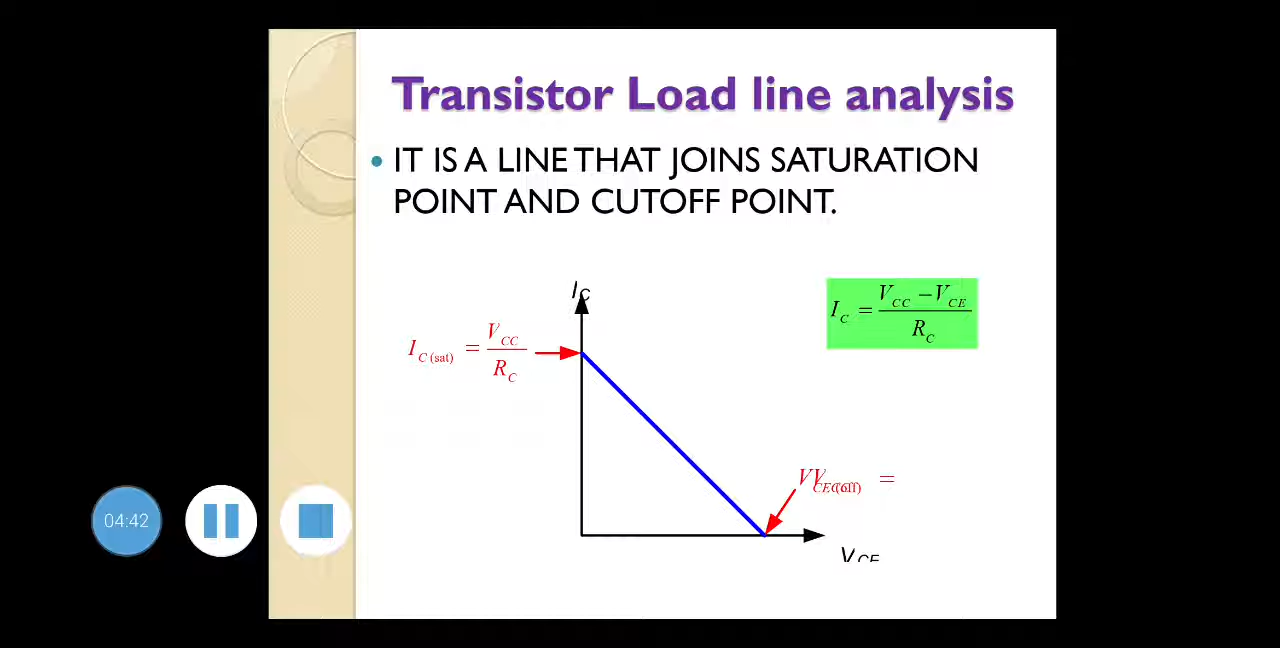 Transistor Load line analysis
• IT IS A LINE THAT JOINS SATURATION
POINT AND CUTOFF POINT.
I_C
I_C = (V_CC − V_CE) / R_C
I_C (sat) = V_CC / R_C
=
V_CE
04:42